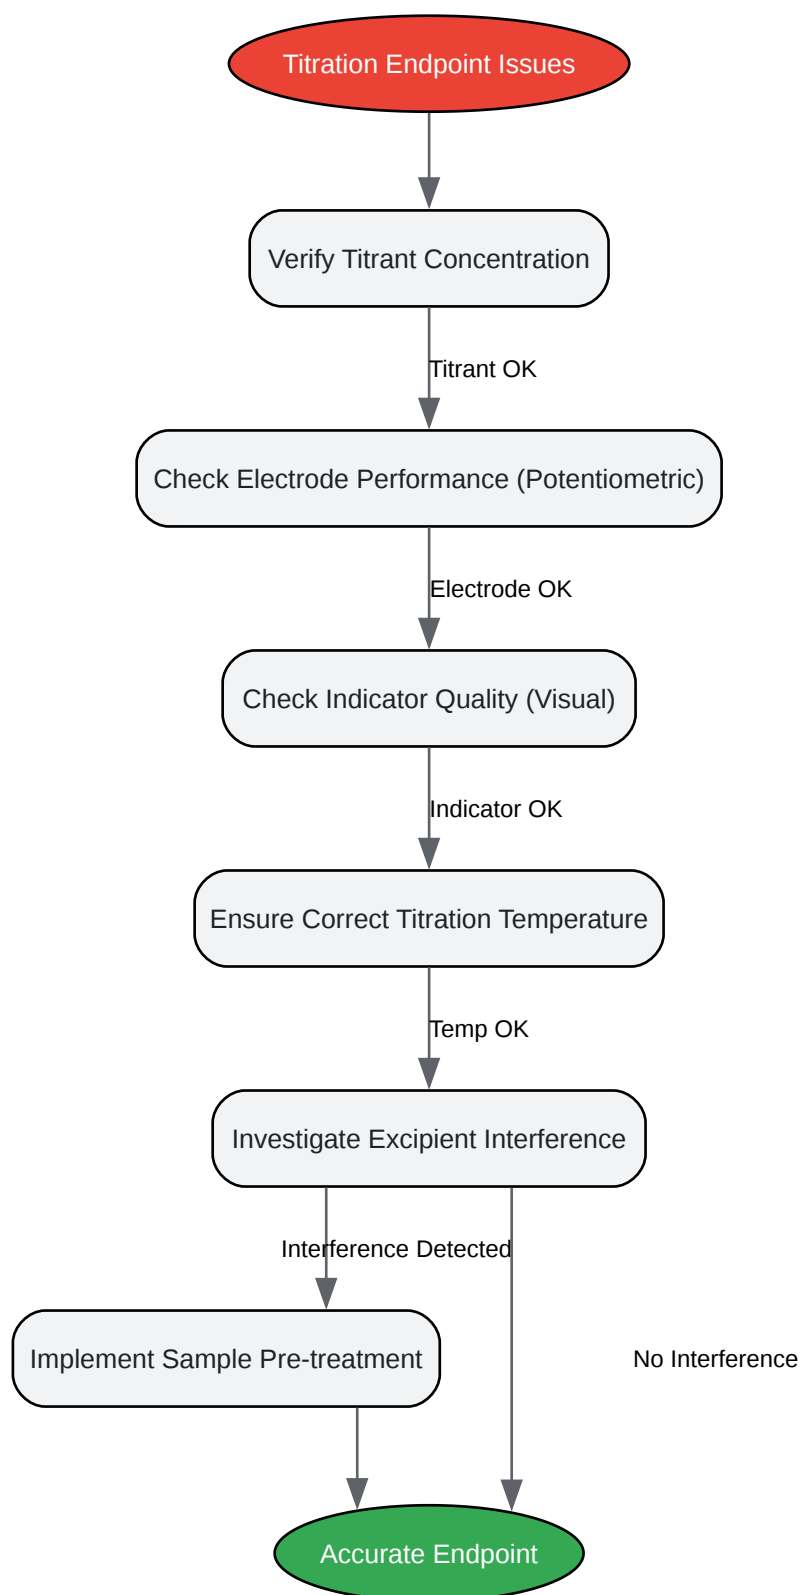 Titration Endpoint Issues
Verify Titrant Concentration
Titrant OK
Check Electrode Performance (Potentiometric)
Electrode OK
Check Indicator Quality (Visual)
Indicator OK
Ensure Correct Titration Temperature
Temp OK
Investigate Excipient Interference
Interference Detected
Implement Sample Pre-treatment
No Interference
Accurate Endpoint